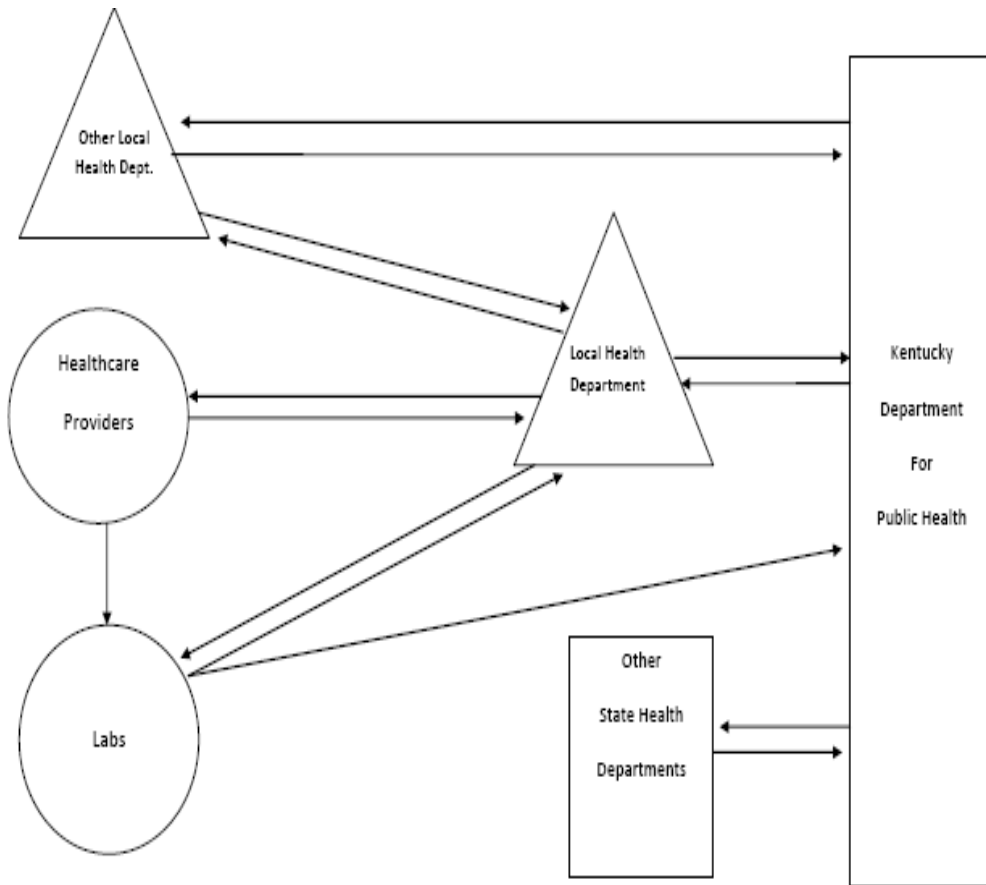 Other Local
Health Dept.
Healthcare
Providers
Local Health
Department
Kentucky
Department
For
Public Health
Labs
Other
State Health
Departments